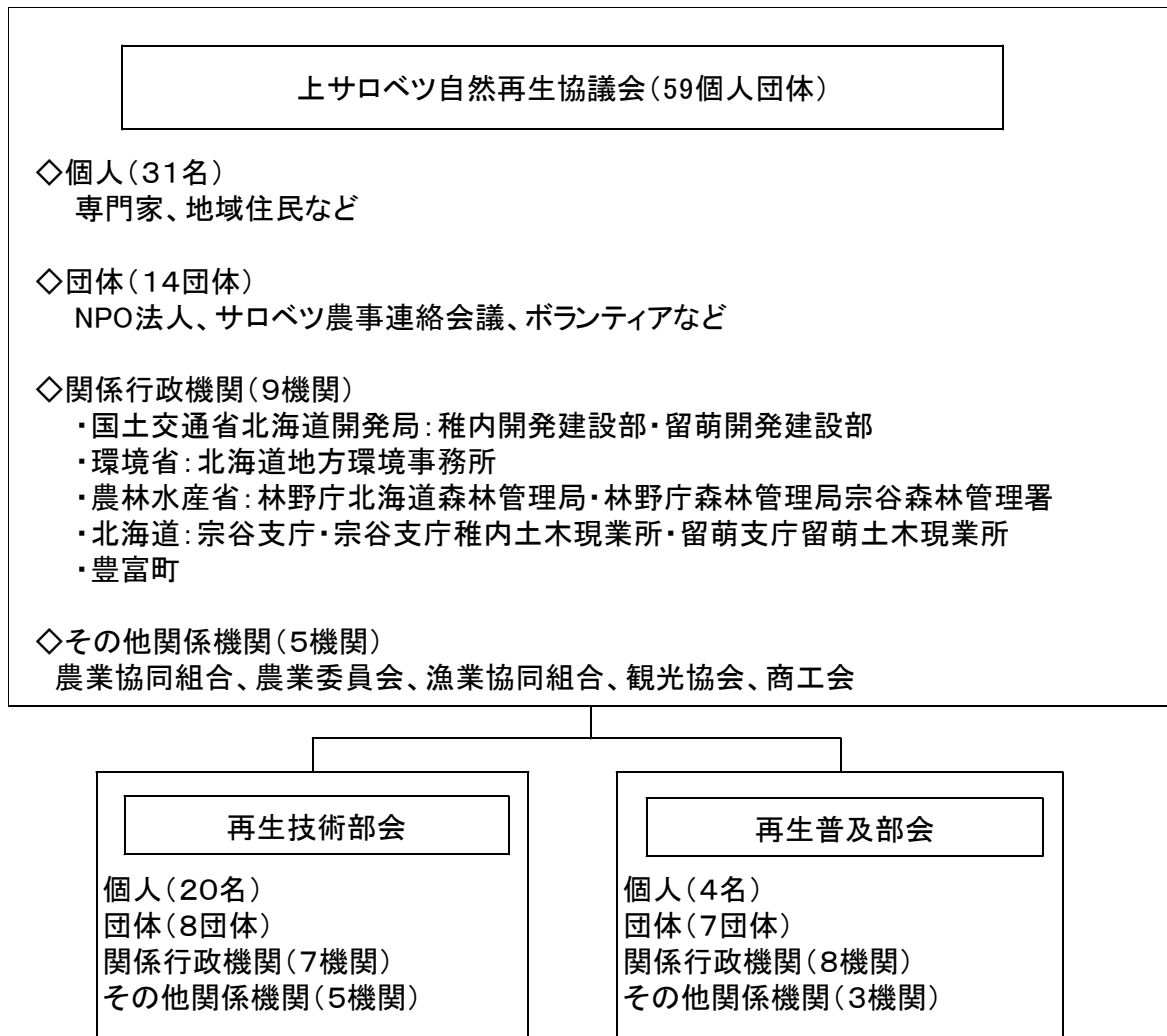 上サロベツ自然再生協議会(59個人団体)
◇個人(31名)
専門家、地域住民など
◇団体(14団体)
NPO法人、サロベツ農事連絡会議、ボランティアなど
◇関係行政機関(9機関)
・国土交通省北海道開発局:稚内開発建設部・留萌開発建設部
・環境省:北海道地方環境事務所
・農林水産省:林野庁北海道森林管理局・林野庁森林管理局宗谷森林管理署
・北海道:宗谷支庁・宗谷支庁稚内土木現業所・留萌支庁留萌土木現業所
・豊富町
◇その他関係機関(5機関)
農業協同組合、農業委員会、漁業協同組合、観光協会、商工会
再生技術部会
個人(20名)
団体(8団体)
関係行政機関(7機関)
その他関係機関(5機関)
再生普及部会
個人(4名)
団体(7団体)
関係行政機関(8機関)
その他関係機関(3機関)